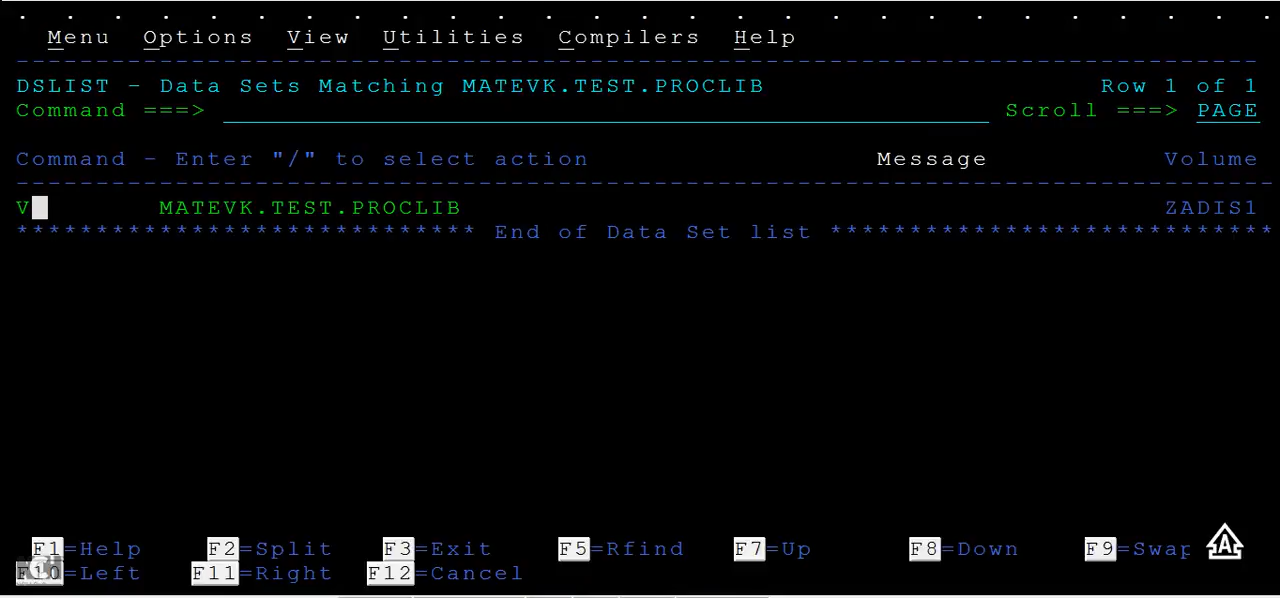 Menu Options View Utilities Compilers Help
DSLIST - Data Sets Matching MATEVK.TEST.PROCLIB Row 1 of 1
Command ===> Scroll ===> PAGE
Command - Enter "/" to select action Message Volume
V MATEVK.TEST.PROCLIB ZADIS1
***************************** End of Data Set list ****************************
F1=Help F2=Split F3=Exit F5=Rfind F7=Up F8=Down F9=Swap
F10=Left F11=Right F12=Cancel